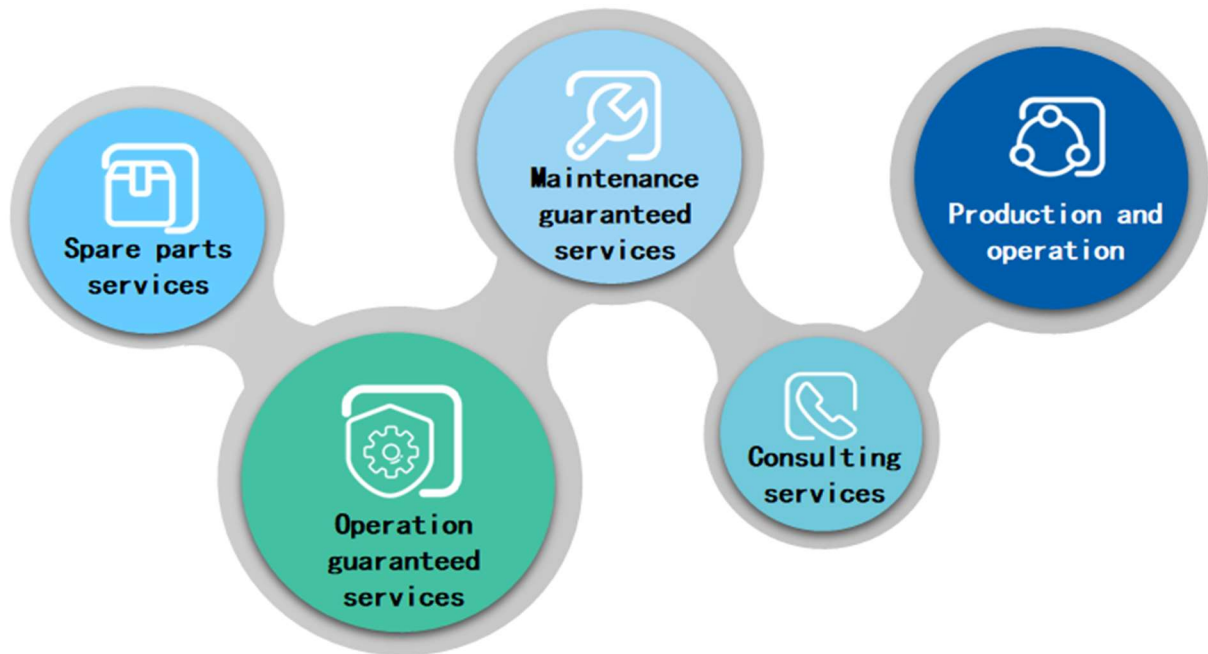 Spare parts
services
Operation
guaranteed
services
Maintenance
guaranteed
services
Consulting
services
Production and
operation